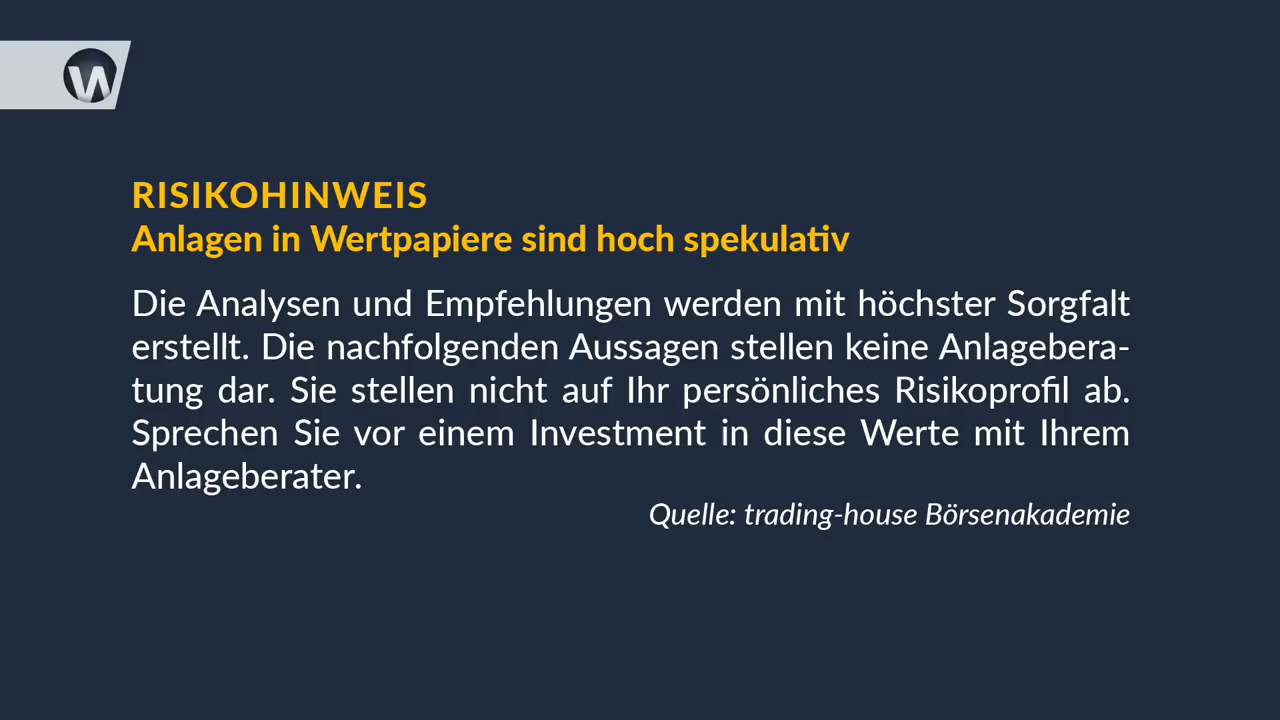 W
RISIKOHINWEIS
Anlagen in Wertpapiere sind hoch spekulativ
Die Analysen und Empfehlungen werden mit höchster Sorgfalt
erstellt. Die nachfolgenden Aussagen stellen keine Anlagebera-
tung dar. Sie stellen nicht auf Ihr persönliches Risikoprofil ab.
Sprechen Sie vor einem Investment in diese Werte mit Ihrem
Anlageberater.
Quelle: trading-house Börsenakademie